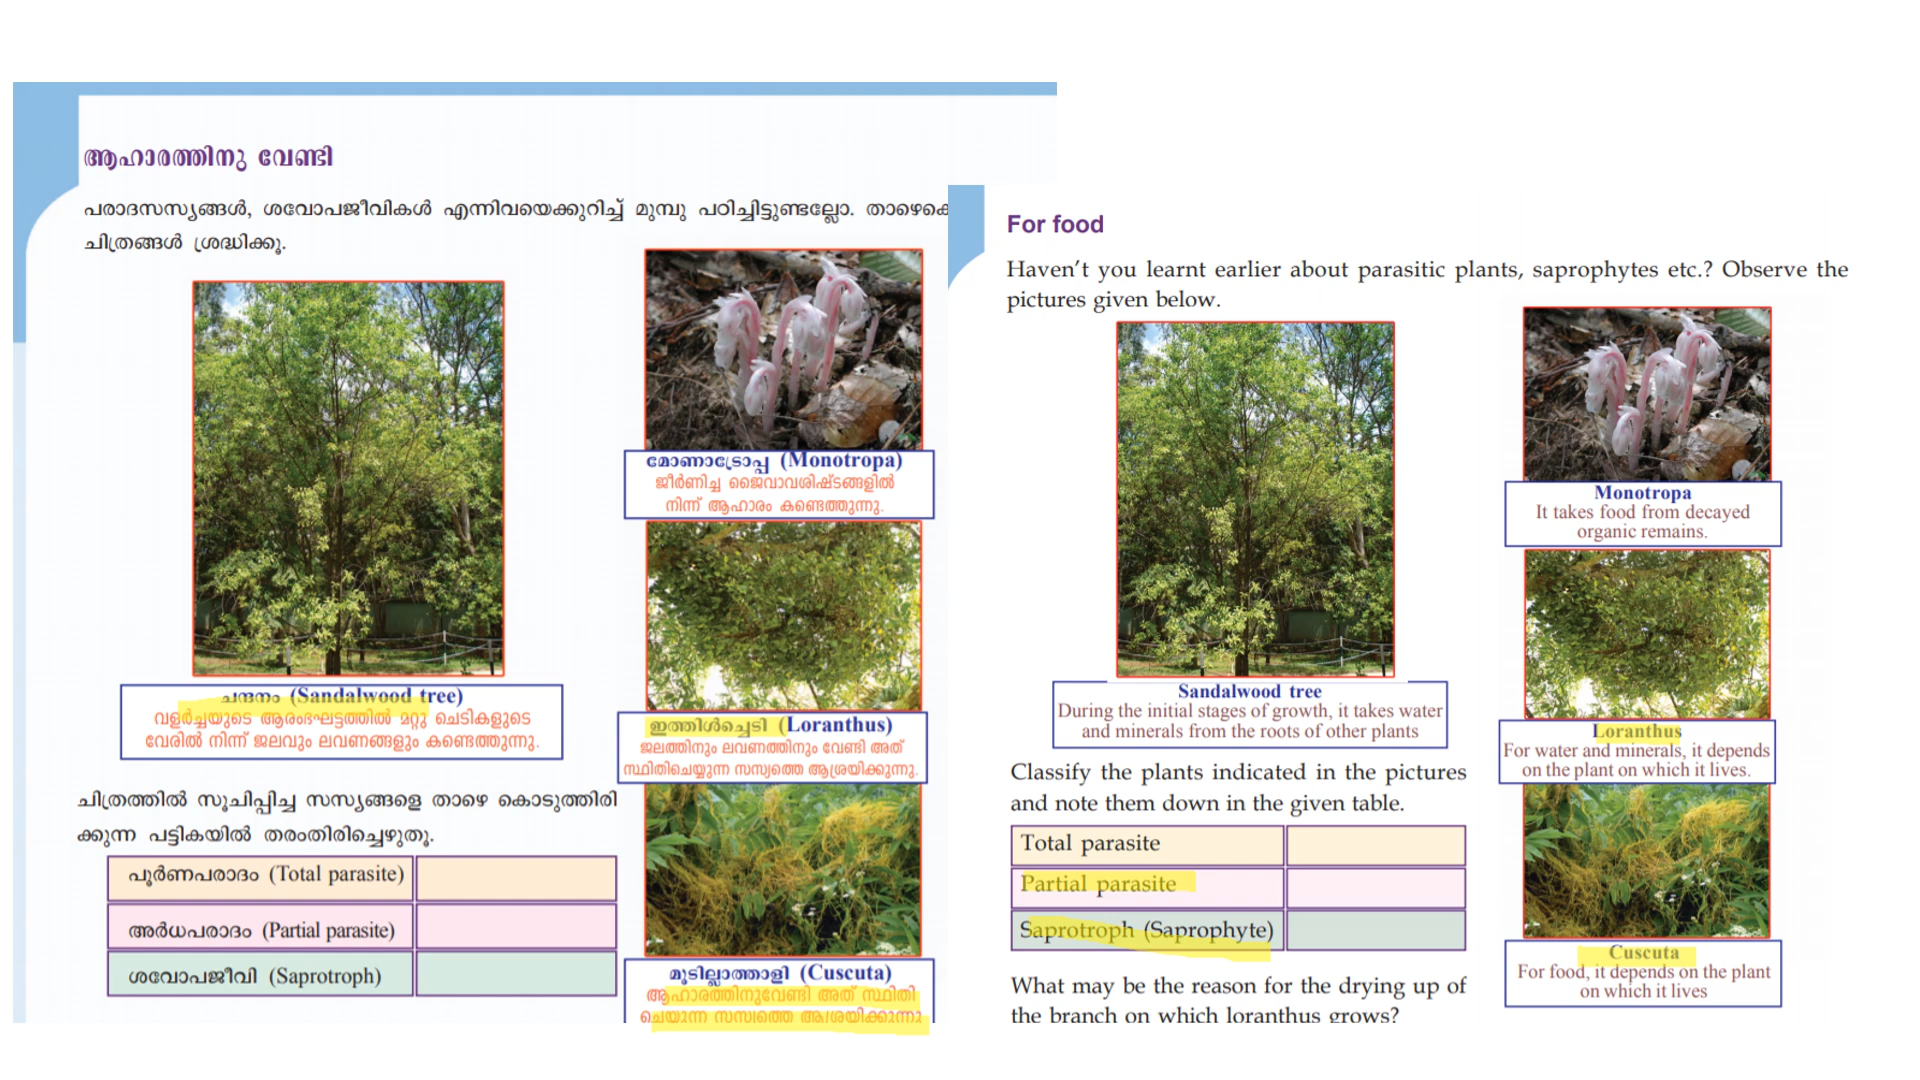 ആഹാരത്തിനു വേണ്ടി
പരാദസസ്യങ്ങൾ, ശവോപജീവികൾ എന്നിവയെക്കുറിച്ച് മുമ്പു പഠിച്ചിട്ടുണ്ടല്ലോ. താഴെകൊ
ചിത്രങ്ങൾ ശ്രദ്ധിക്കൂ.
മോണാട്രോപ്പ (Monotropa)
ജീർണിച്ച ജൈവാവശിഷ്ടങ്ങളിൽ
നിന്ന് ആഹാരം കണ്ടെത്തുന്നു.
ചന്ദനം (Sandalwood tree)
വളർച്ചയുടെ ആരംഭഘട്ടത്തിൽ മറ്റു ചെടികളുടെ
വേരിൽ നിന്ന് ജലവും ലവണങ്ങളും കണ്ടെത്തുന്നു.
ഇത്തിൾച്ചെടി (Loranthus)
ജലത്തിനും ലവണത്തിനും വേണ്ടി അത്
സ്ഥിതിചെയ്യുന്ന സസ്യത്തെ ആശ്രയിക്കുന്നു.
ചിത്രത്തിൽ സൂചിപ്പിച്ച സസ്യങ്ങളെ താഴെ കൊടുത്തിരി
ക്കുന്ന പട്ടികയിൽ തരംതിരിച്ചെഴുതൂ.
പൂർണപരാദം (Total parasite)
അർധപരാദം (Partial parasite)
ശവോപജീവി (Saprotroph)
മൂടില്ലാത്താളി (Cuscuta)
ആഹാരത്തിനുവേണ്ടി അത് സ്ഥിതി
ചെയ്യുന്ന സസ്യത്തെ ആശ്രയിക്കുന്നു
For food
Haven't you learnt earlier about parasitic plants, saprophytes etc.? Observe the
pictures given below.
Monotropa
It takes food from decayed
organic remains.
Sandalwood tree
During the initial stages of growth, it takes water
and minerals from the roots of other plants
Loranthus
For water and minerals, it depends
on the plant on which it lives.
Classify the plants indicated in the pictures
and note them down in the given table.
Total parasite
Partial parasite
Saprotroph (Saprophyte)
Cuscuta
For food, it depends on the plant
on which it lives
What may be the reason for the drying up of
the branch on which loranthus grows?